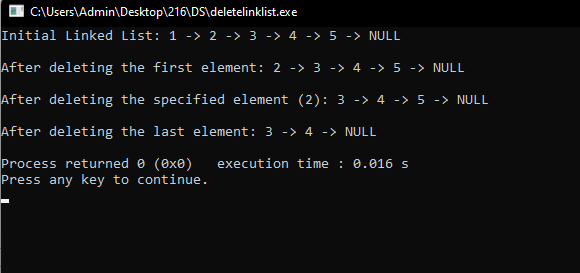 C:\Users\Admin\Desktop\216\DS\deletelinklist.exe
Initial Linked List: 1 -> 2 -> 3 -> 4 -> 5 -> NULL
After deleting the first element: 2 -> 3 -> 4 -> 5 -> NULL
After deleting the specified element (2): 3 -> 4 -> 5 -> NULL
After deleting the last element: 3 -> 4 -> NULL
Process returned 0 (0x0)   execution time : 0.016 s
Press any key to continue.